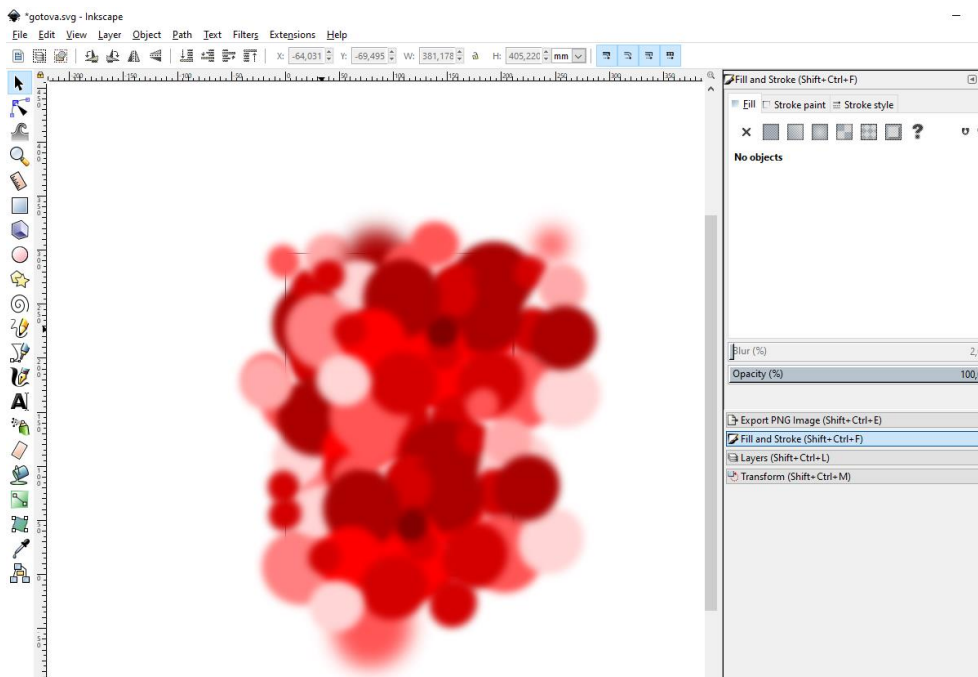 *gotova.svg - Inkscape
File Edit View Layer Object Path Text Filters Extensions Help
X: -64,031 Y: -69,495 W: 381,178 H: 405,220 mm
Fill and Stroke (Shift+Ctrl+F)
Fill Stroke paint Stroke style
No objects
Blur (%) 2,
Opacity (%) 100,
Export PNG Image (Shift+Ctrl+E)
Fill and Stroke (Shift+Ctrl+F)
Layers (Shift+Ctrl+L)
Transform (Shift+Ctrl+M)